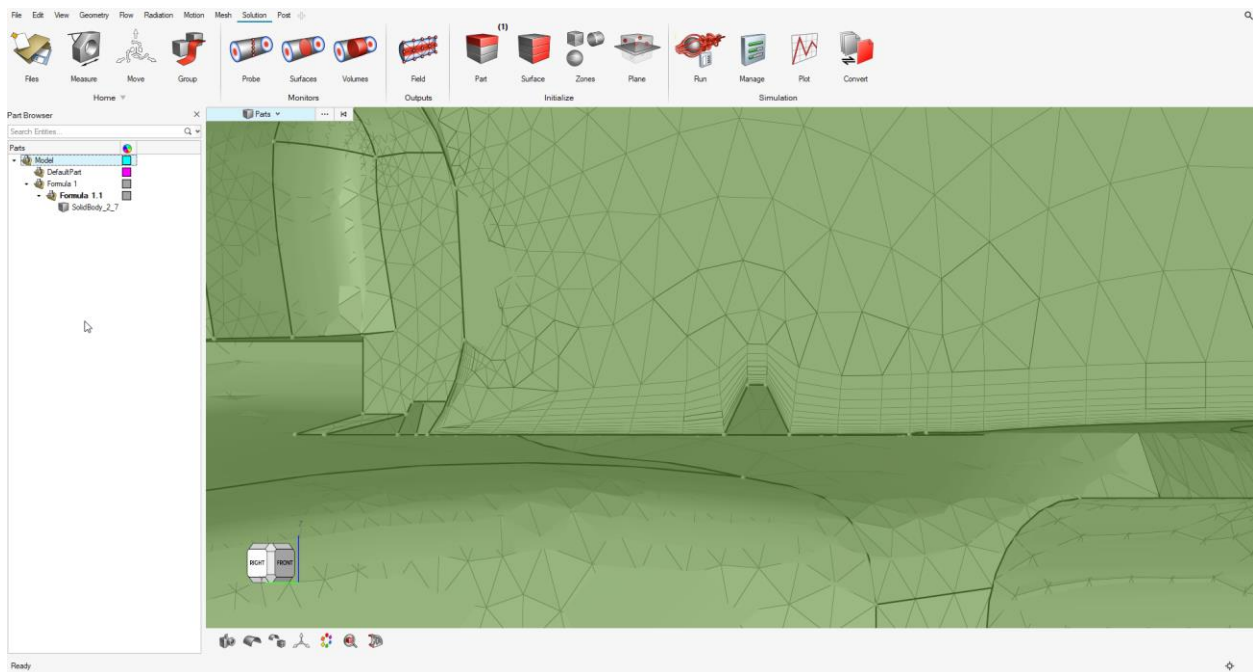 File Edit View Geometry Flow Radiation Motion Mesh Solution Post
(1)
Files Measure Move Group Probe Surfaces Volumes Field Part Surface Zones Plane Run Manage Plot Convert
Home Monitors Outputs Initialize Simulation
Part Browser
Parts
Search Entities...
Parts
Model
DefaultPart
Formula 1
Formula 1.1
SolidBody_2_7
RIGHT FRONT
Ready